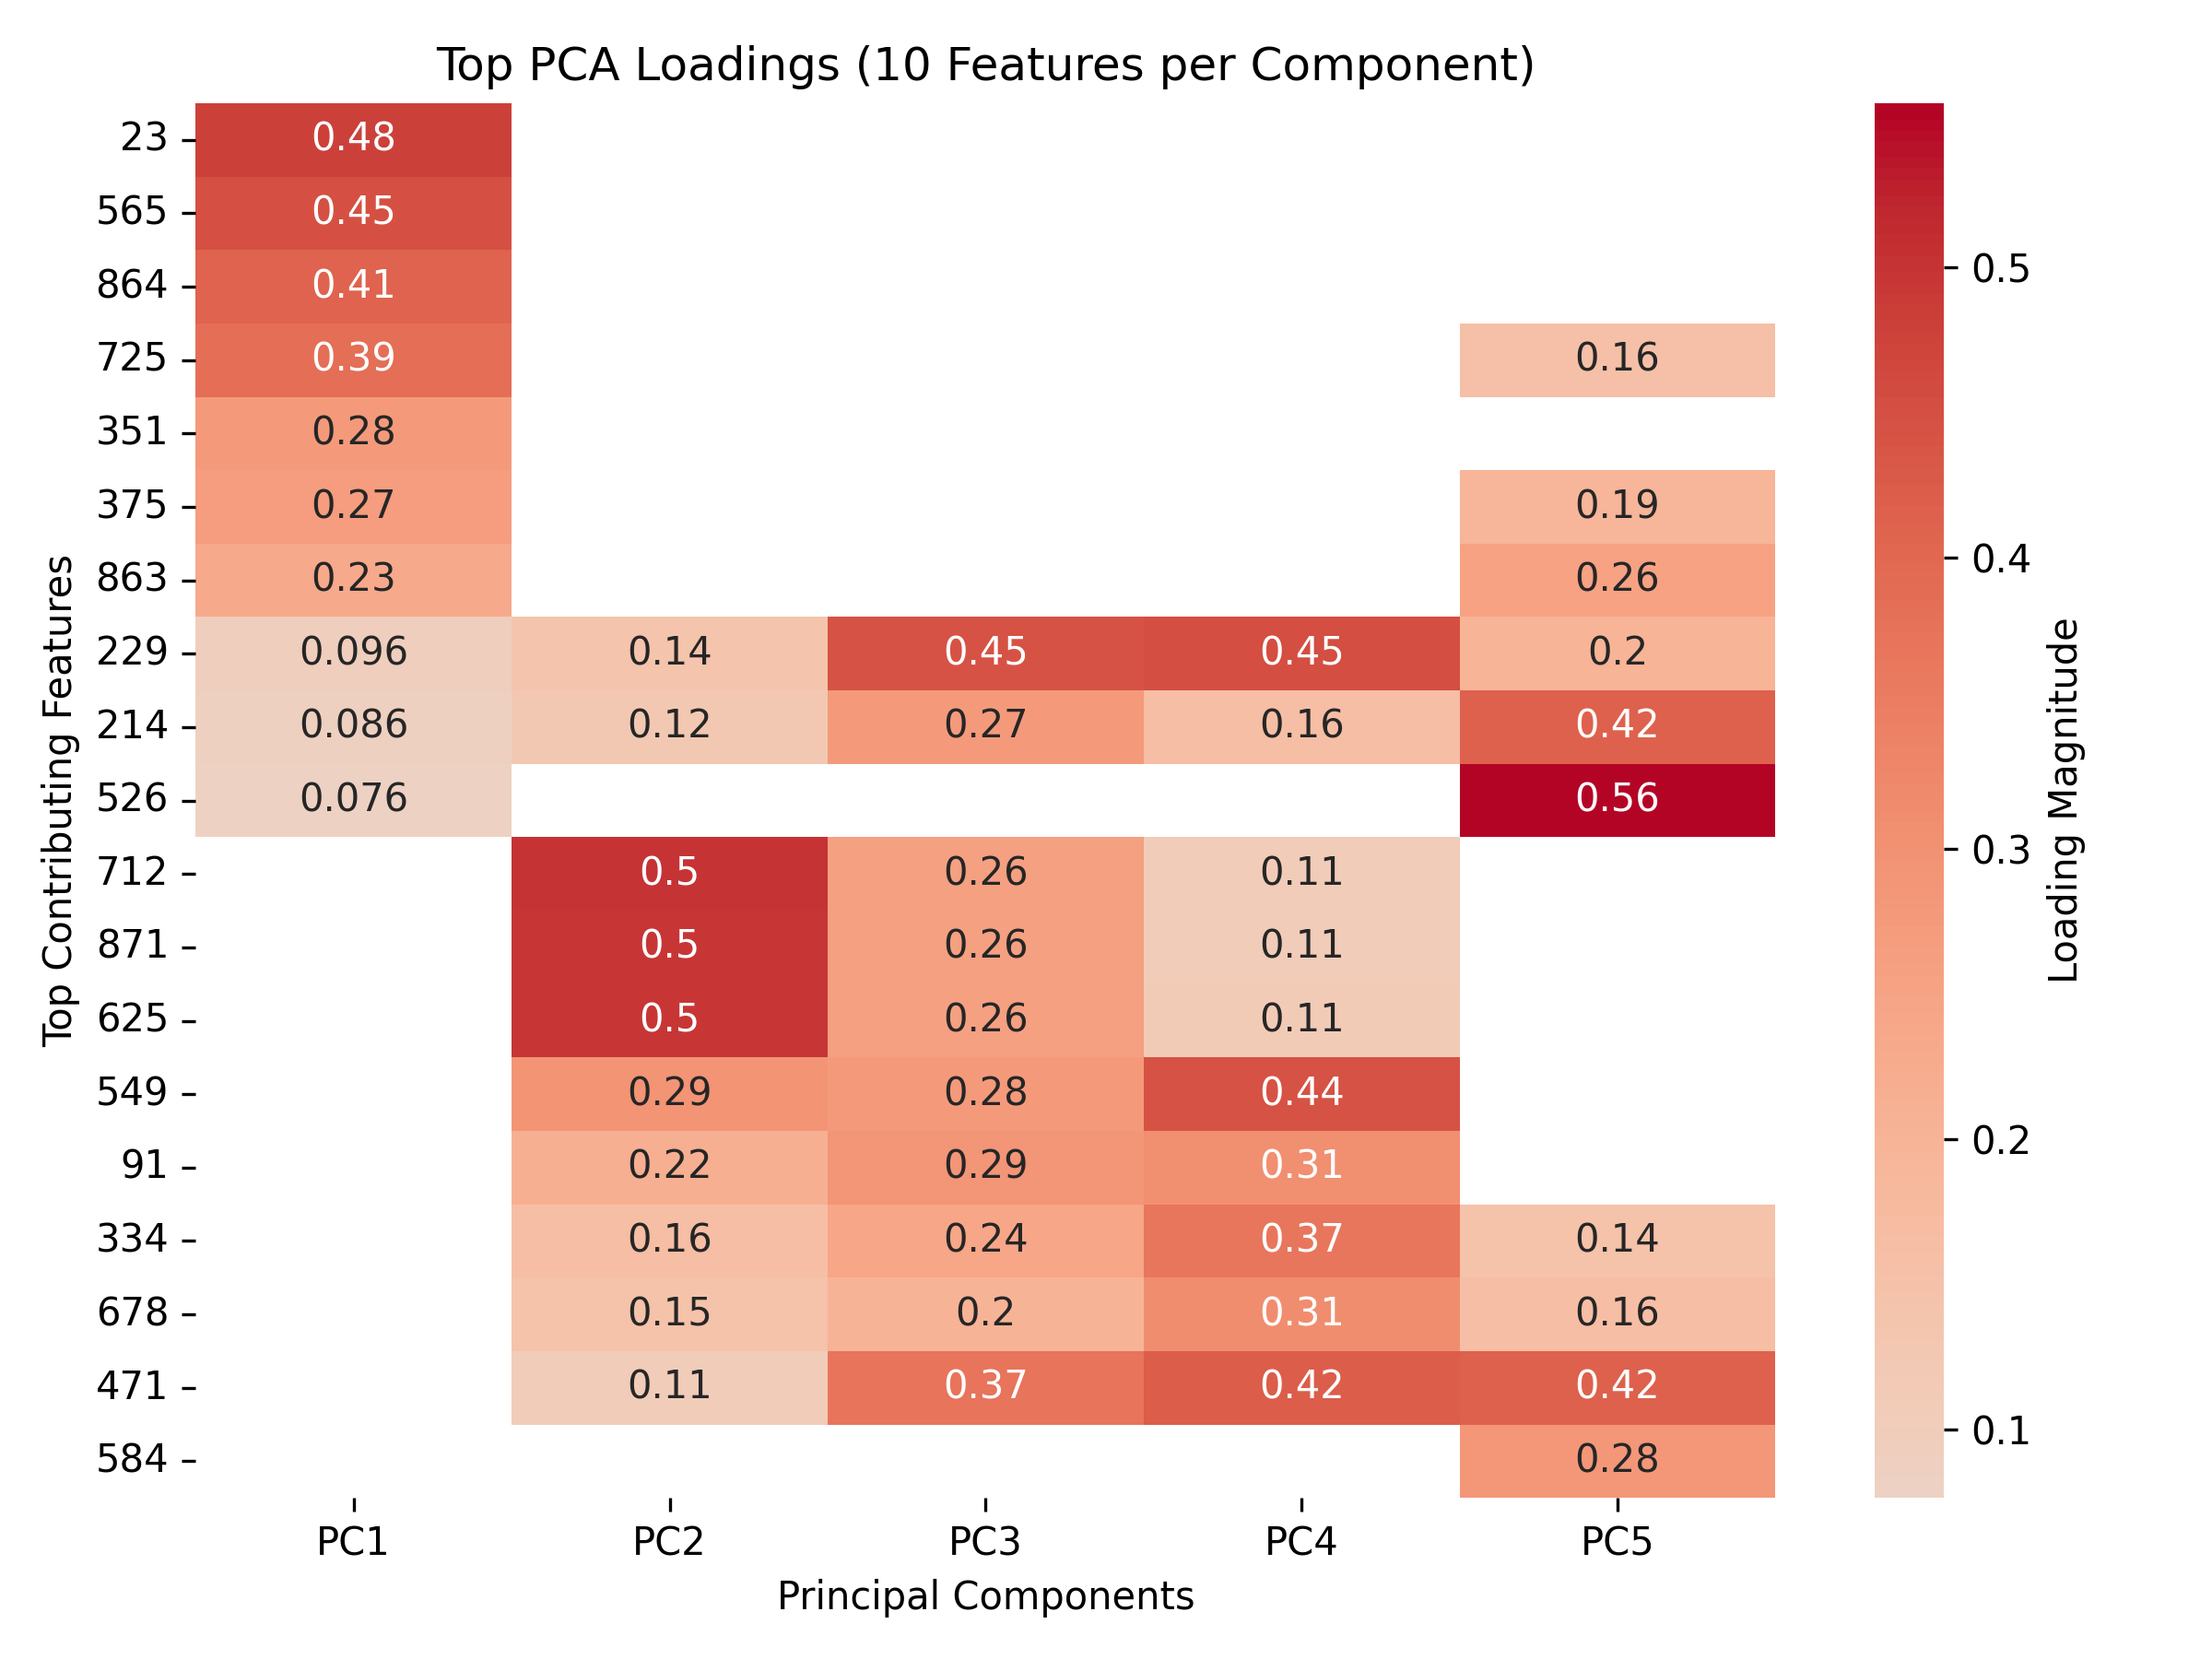 Top PCA Loadings (10 Features per Component)
Top Contributing Features
23 0.48
565 0.45
864 0.41
725 0.39 0.16
351 0.28
375 0.27 0.19
863 0.23 0.26
229 0.096 0.14 0.45 0.45 0.2
214 0.086 0.12 0.27 0.16 0.42
526 0.076 0.56
712 0.5 0.26 0.11
871 0.5 0.26 0.11
625 0.5 0.26 0.11
549 0.29 0.28 0.44
91 0.22 0.29 0.31
334 0.16 0.24 0.37 0.14
678 0.15 0.2 0.31 0.16
471 0.11 0.37 0.42 0.42
584 0.28
PC1 PC2 PC3 PC4 PC5
Principal Components
0.5
0.4
0.3
0.2
0.1
Loading Magnitude